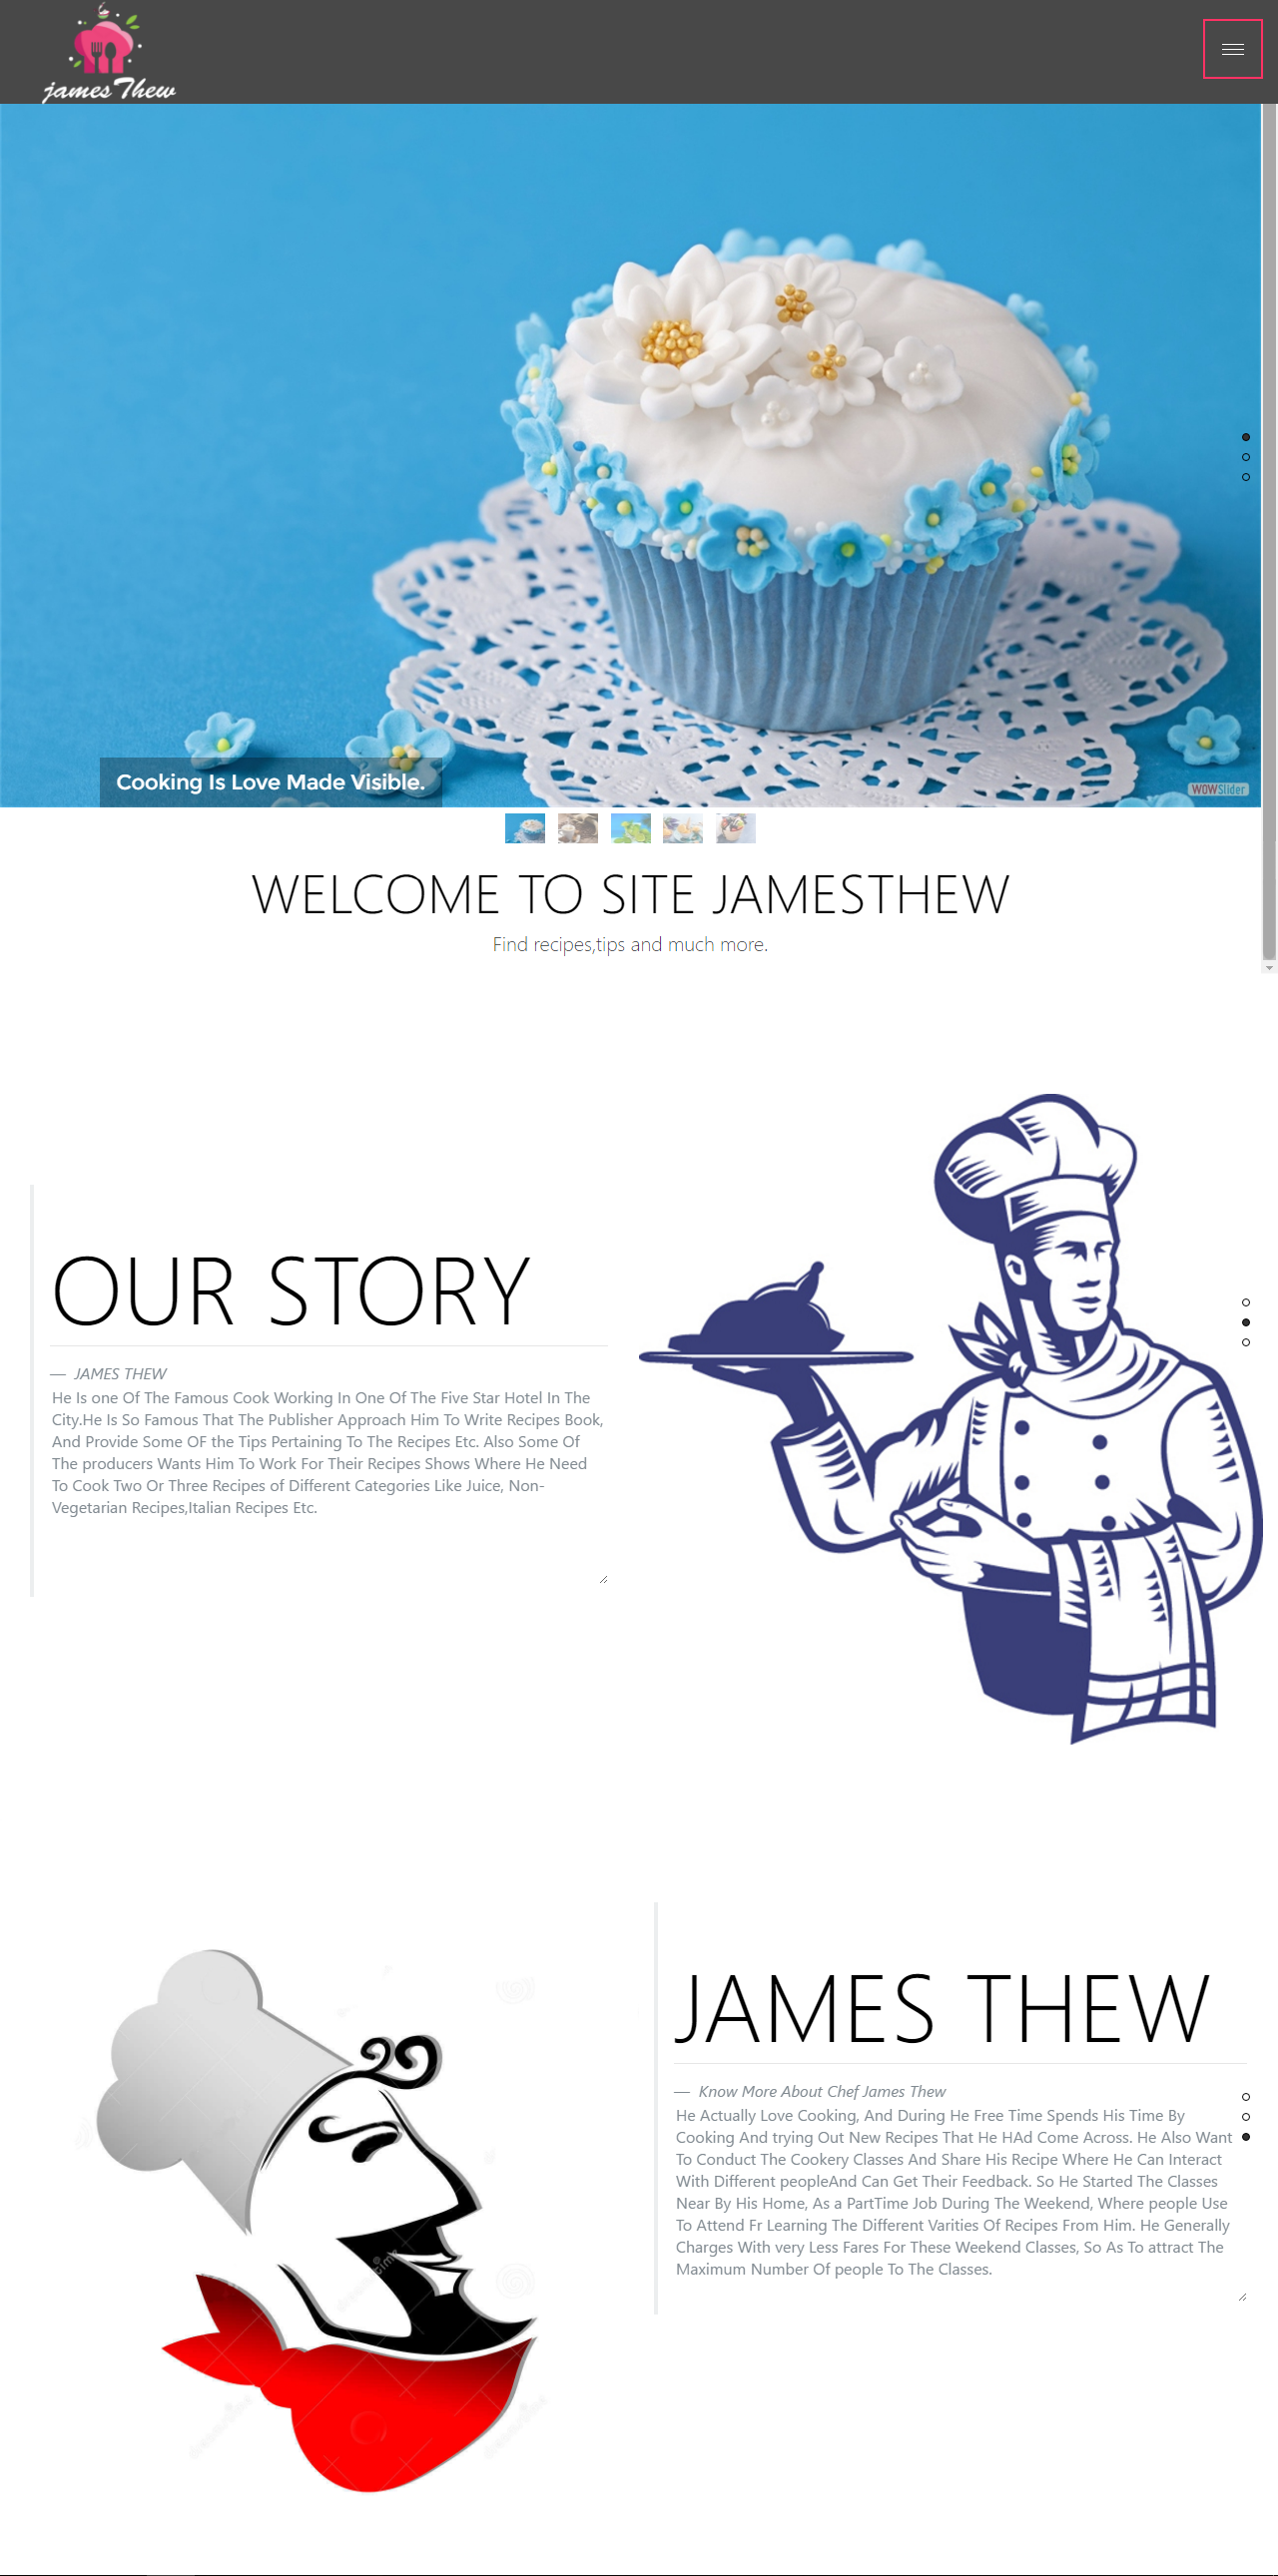 james Thew
Cooking Is Love Made Visible.
WOWSlider
WELCOME TO SITE JAMESTHEW
Find recipes,tips and much more.
OUR STORY
— JAMES THEW
He Is one Of The Famous Cook Working In One Of The Five Star Hotel In The
City.He Is So Famous That The Publisher Approach Him To Write Recipes Book,
And Provide Some OF the Tips Pertaining To The Recipes Etc. Also Some Of
The producers Wants Him To Work For Their Recipes Shows Where He Need
To Cook Two Or Three Recipes of Different Categories Like Juice, Non-
Vegetarian Recipes,Italian Recipes Etc.
JAMES THEW
— Know More About Chef James Thew
He Actually Love Cooking, And During He Free Time Spends His Time By
Cooking And trying Out New Recipes That He HAd Come Across. He Also Want
To Conduct The Cookery Classes And Share His Recipe Where He Can Interact
With Different peopleAnd Can Get Their Feedback. So He Started The Classes
Near By His Home, As a PartTime Job During The Weekend, Where people Use
To Attend Fr Learning The Different Varities Of Recipes From Him. He Generally
Charges With very Less Fares For These Weekend Classes, So As To attract The
Maximum Number Of people To The Classes.